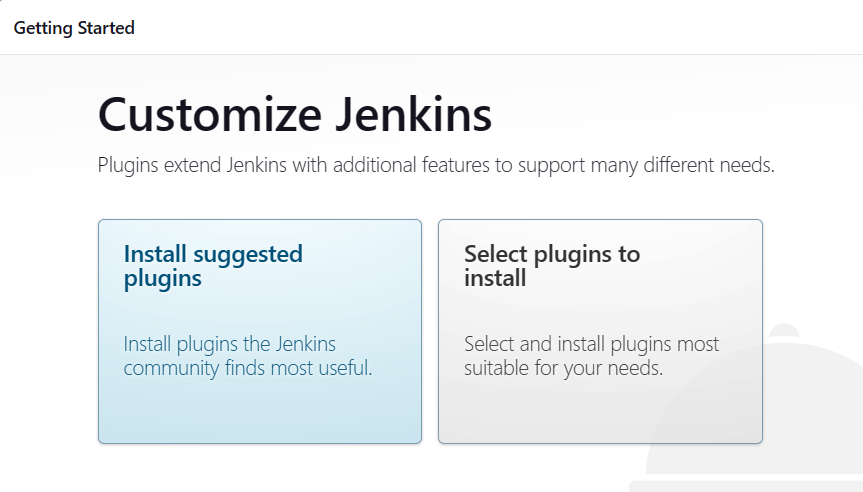 Getting Started
Customize Jenkins
Plugins extend Jenkins with additional features to support many different needs.
Install suggested
plugins
Install plugins the Jenkins
community finds most useful.
Select plugins to
install
Select and install plugins most
suitable for your needs.